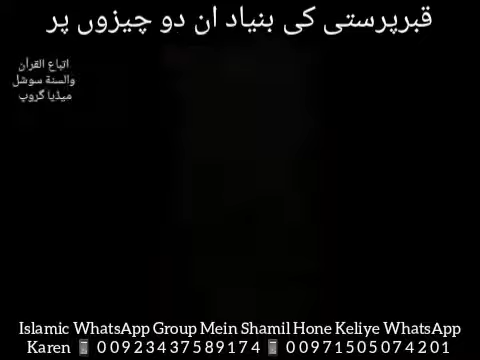 قبرپرستی کی بنیاد ان دو چیزوں پر
اتباع القرآن
والسنة سوشل
میڈیا گروپ
Islamic WhatsApp Group Mein Shamil Hone Keliye WhatsApp
Karen 00923437589174 00971505074201